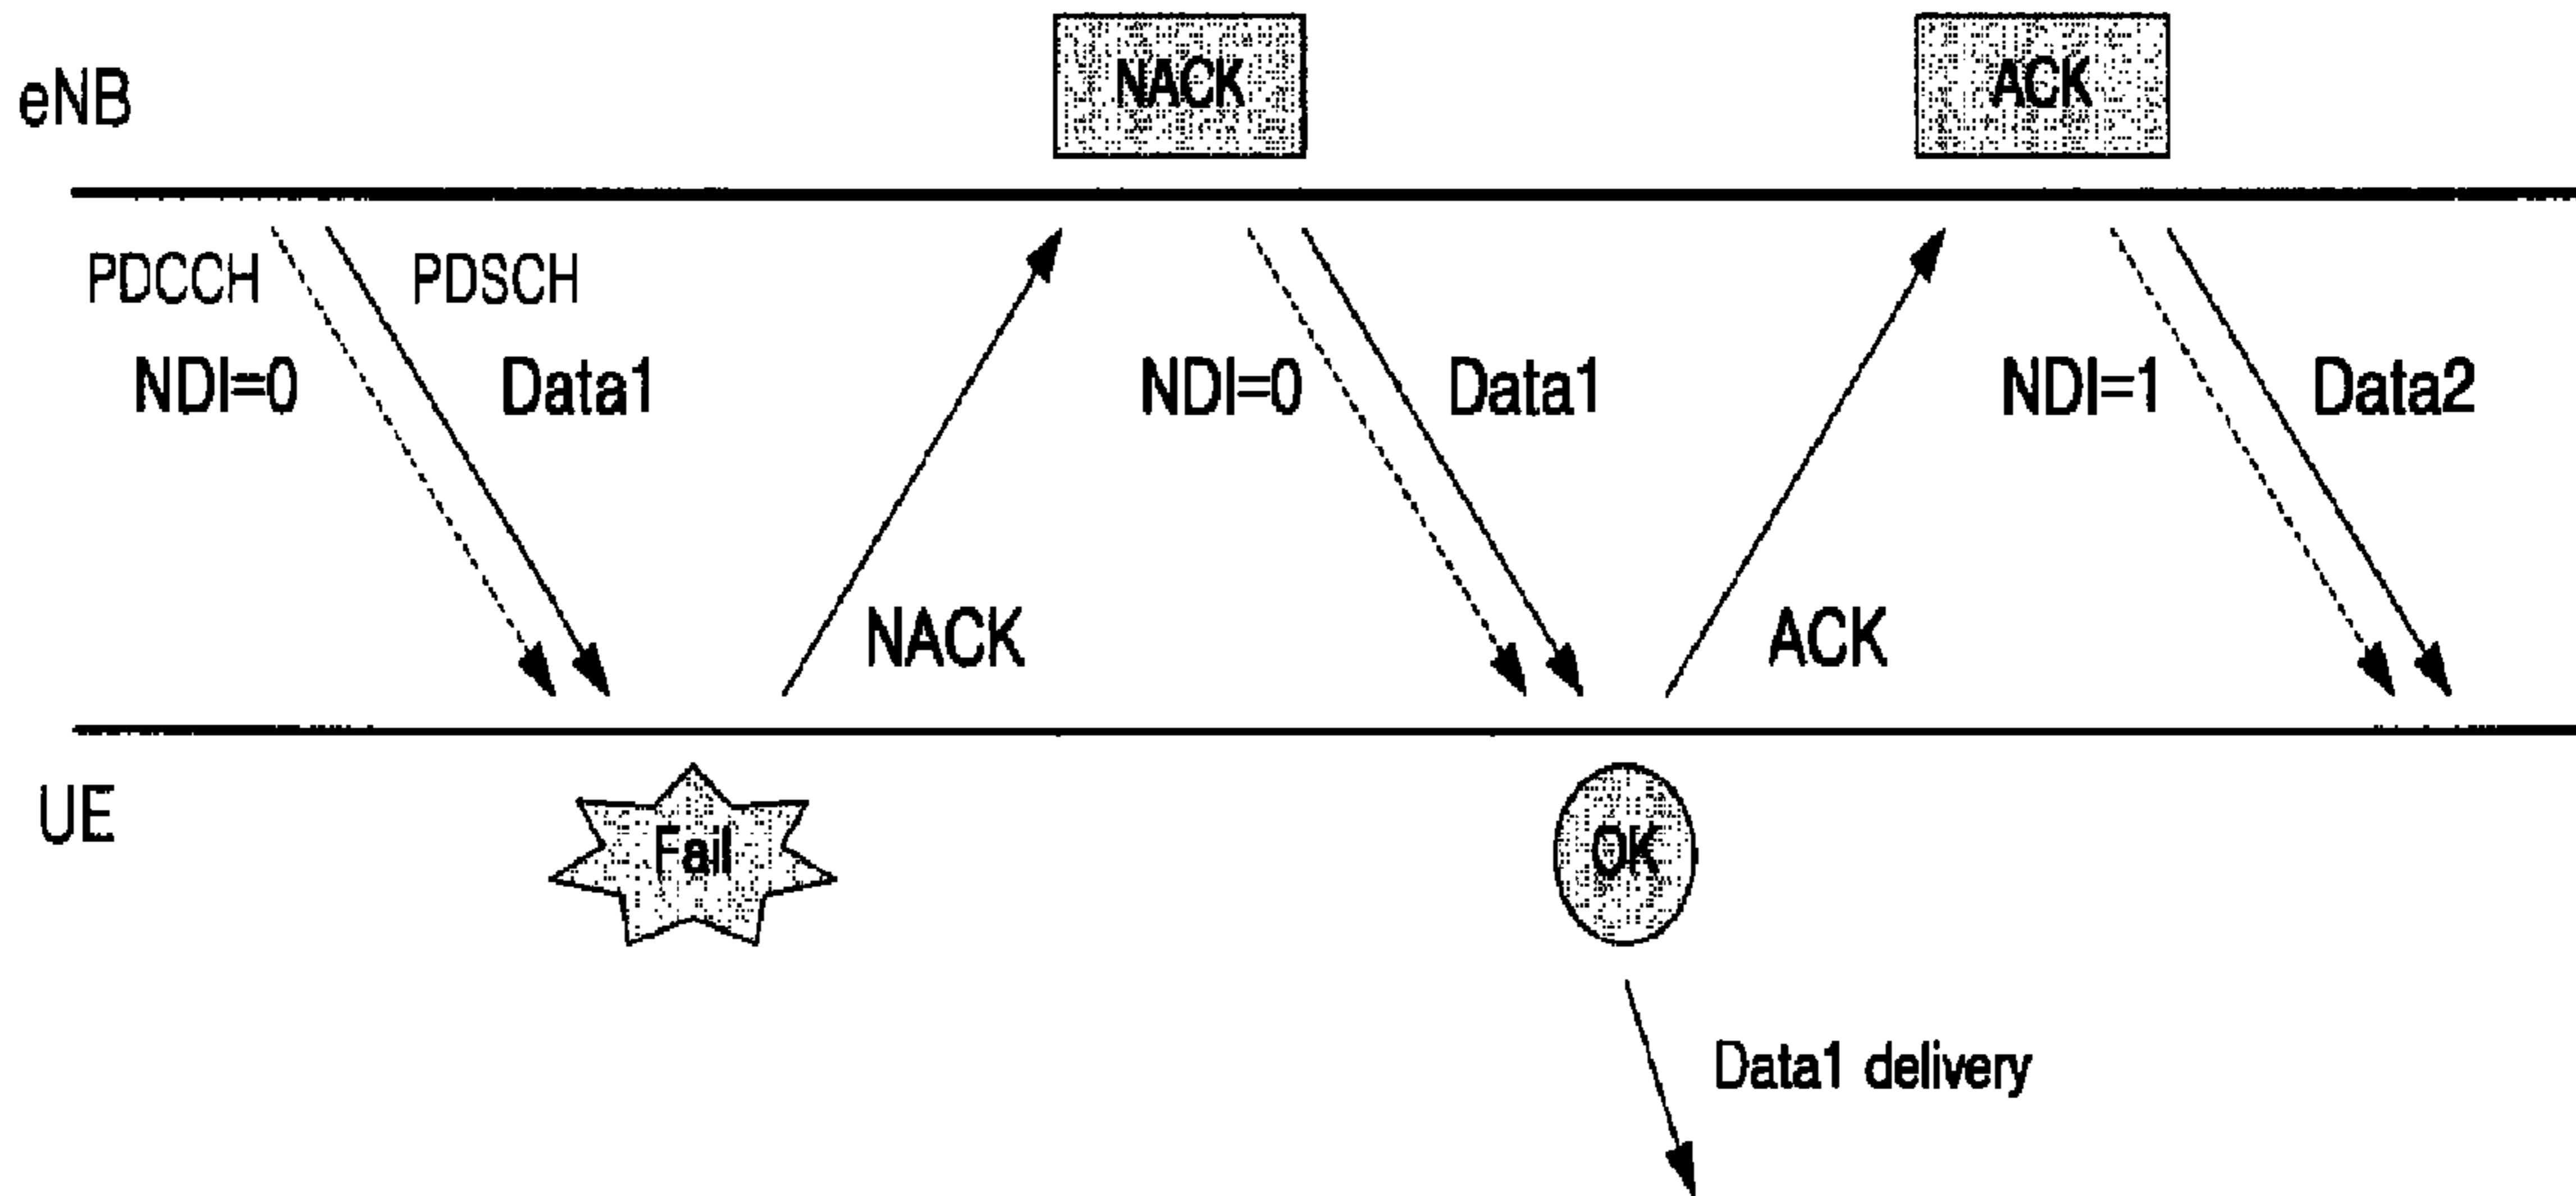 NACK
ACK
eNB
PDCCH
PDSCH
NDI=0
Data1
NDI=0
Data1
NDI=1
Data2
NACK
ACK
UE
Fail
OK
Data1 delivery